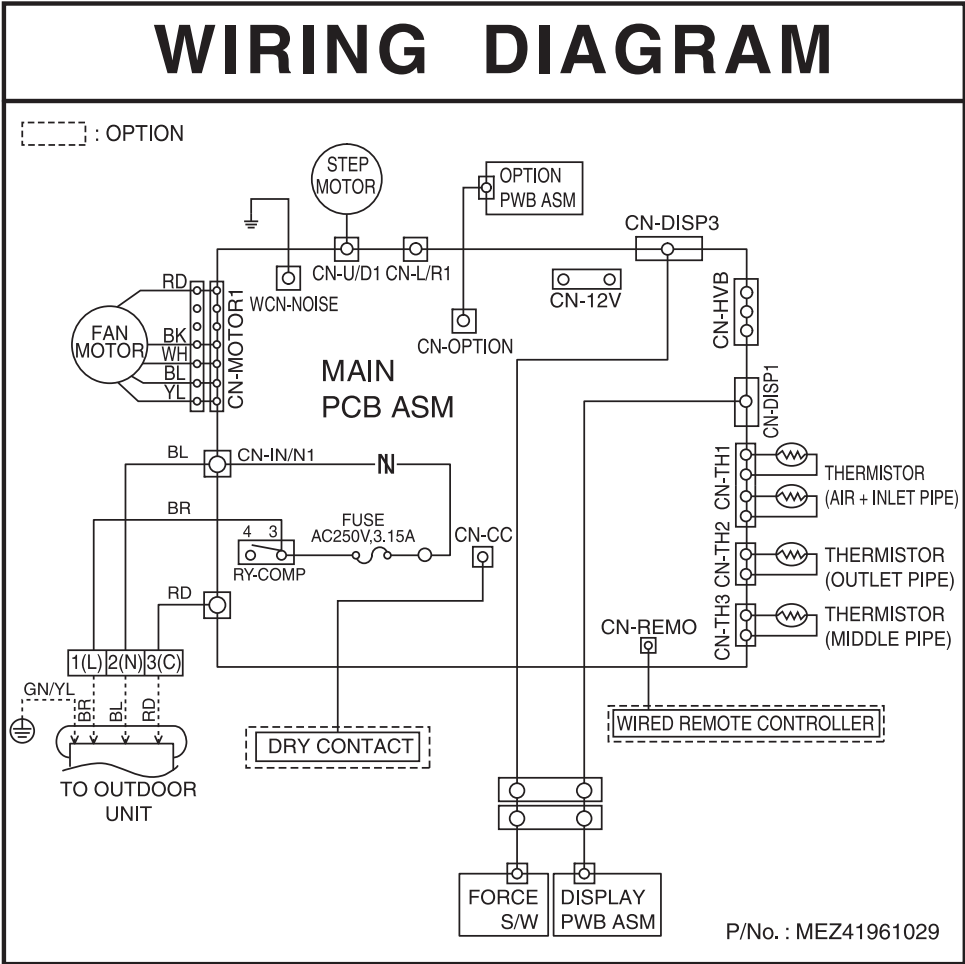 WIRING DIAGRAM
: OPTION
STEP
MOTOR
OPTION
PWB ASM
CN-DISP3
WCN-NOISE
CN-U/D1
CN-L/R1
CN-12V
CN-HVB
CN-OPTION
RD
BK
WH
BL
YL
FAN
MOTOR
CN-MOTOR1
MAIN
PCB ASM
CN-DISP1
BL
CN-IN/N1
N
BR
4 3
RY-COMP
FUSE
AC250V,3.15A
CN-CC
CN-TH1
THERMISTOR
(AIR + INLET PIPE)
CN-TH2
THERMISTOR
(OUTLET PIPE)
CN-TH3
THERMISTOR
(MIDDLE PIPE)
RD
CN-REMO
1(L) 2(N) 3(C)
GN/YL
BR
BL
RD
TO OUTDOOR
UNIT
DRY CONTACT
WIRED REMOTE CONTROLLER
FORCE
S/W
DISPLAY
PWB ASM
P/No. : MEZ41961029